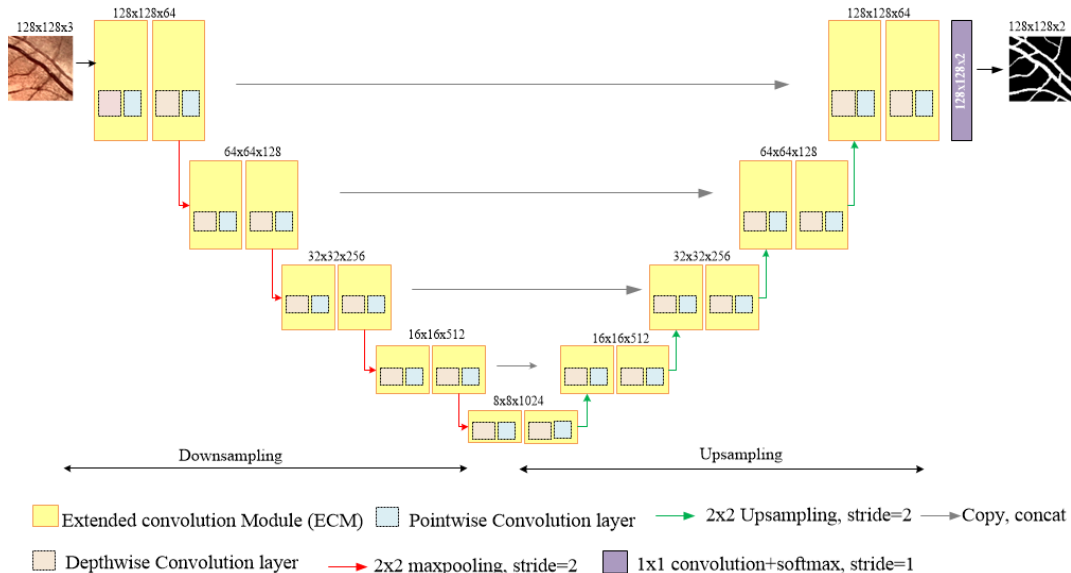 128x128x64
128x128x64
128x128x3
128x128x2
128x128x2
64x64x128
64x64x128
32x32x256
32x32x256
16x16x512
16x16x512
8x8x1024
Downsampling
Upsampling
Extended convolution Module (ECM)
Pointwise Convolution layer
2x2 Upsampling, stride=2
Copy, concat
Depthwise Convolution layer
2x2 maxpooling, stride=2
1x1 convolution+softmax, stride=1